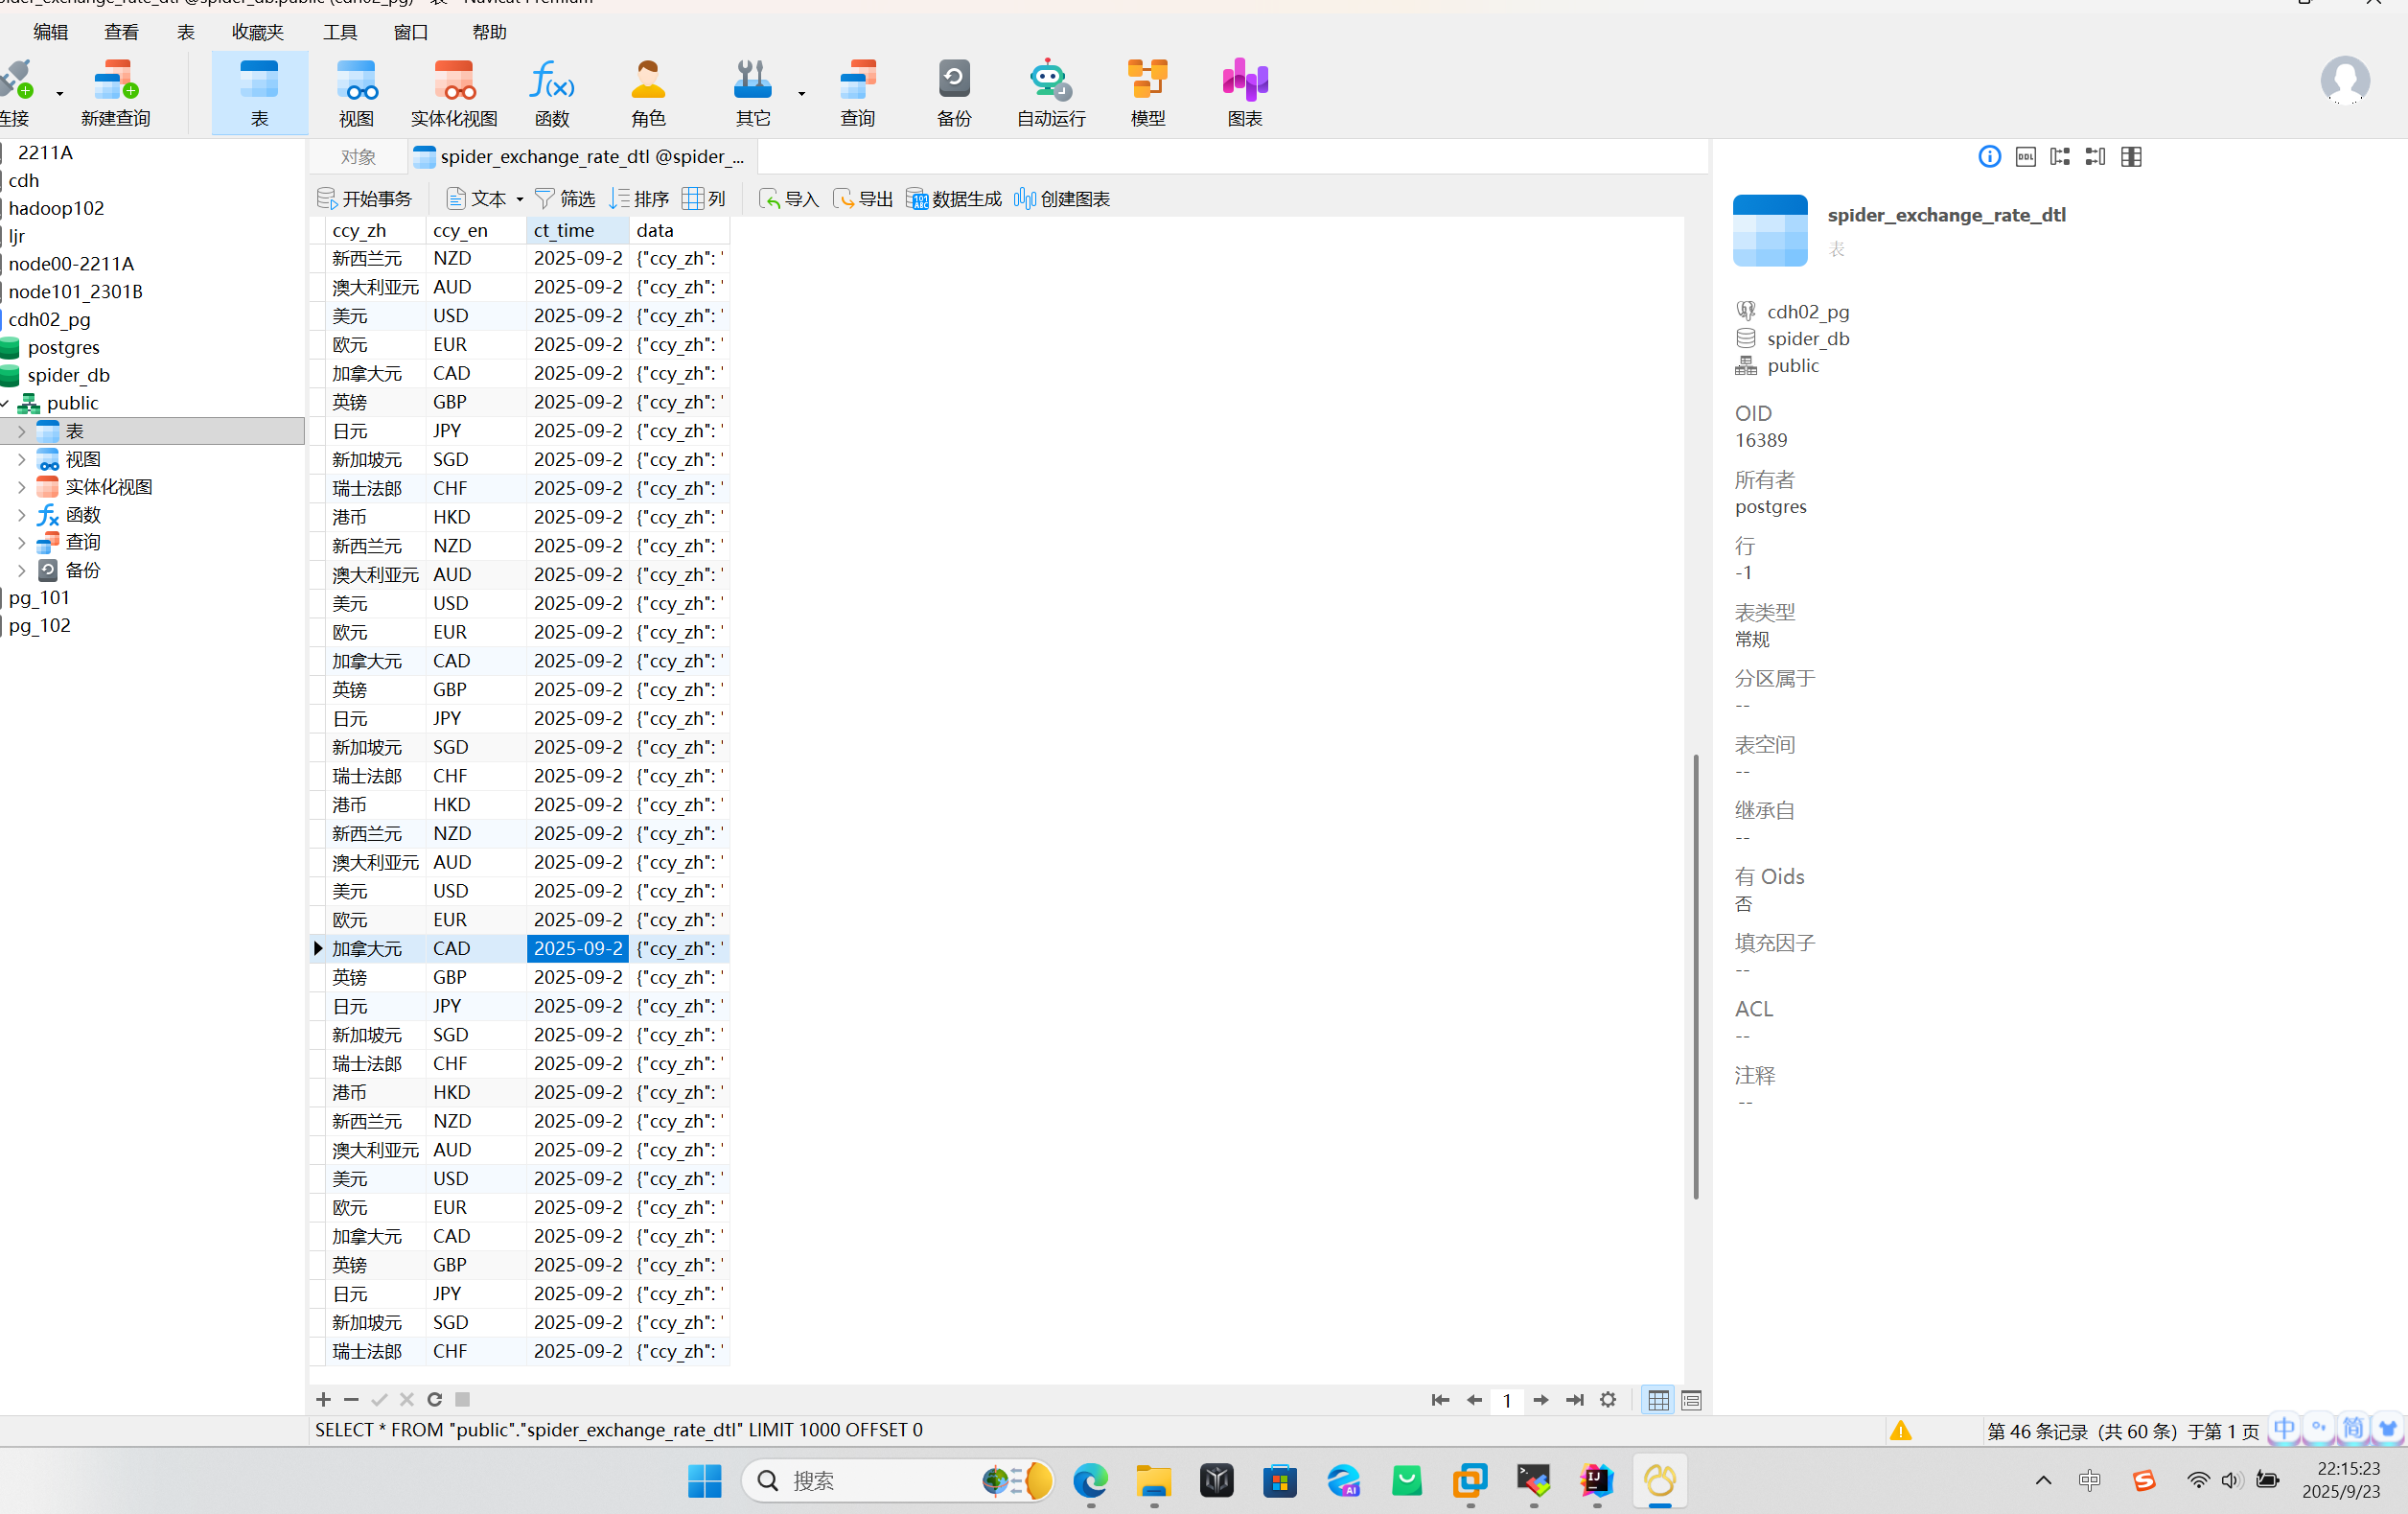 编辑 查看 表 收藏夹 工具 窗口 帮助
连接 新建查询 表 视图 实体化视图 函数 角色 其它 查询 备份 自动运行 模型 图表
2211A
cdh
hadoop102
ljr
node00-2211A
node101_2301B
cdh02_pg
postgres
spider_db
public
表
视图
实体化视图
函数
查询
备份
pg_101
pg_102
对象 spider_exchange_rate_dtl @spider_...
开始事务 文本 筛选 排序 列 导入 导出 数据生成 创建图表
ccy_zh ccy_en ct_time data
新西兰元 NZD 2025-09-2 {"ccy_zh": '
澳大利亚元 AUD 2025-09-2 {"ccy_zh": '
美元 USD 2025-09-2 {"ccy_zh": '
欧元 EUR 2025-09-2 {"ccy_zh": '
加拿大元 CAD 2025-09-2 {"ccy_zh": '
英镑 GBP 2025-09-2 {"ccy_zh": '
日元 JPY 2025-09-2 {"ccy_zh": '
新加坡元 SGD 2025-09-2 {"ccy_zh": '
瑞士法郎 CHF 2025-09-2 {"ccy_zh": '
港币 HKD 2025-09-2 {"ccy_zh": '
新西兰元 NZD 2025-09-2 {"ccy_zh": '
澳大利亚元 AUD 2025-09-2 {"ccy_zh": '
美元 USD 2025-09-2 {"ccy_zh": '
欧元 EUR 2025-09-2 {"ccy_zh": '
加拿大元 CAD 2025-09-2 {"ccy_zh": '
英镑 GBP 2025-09-2 {"ccy_zh": '
日元 JPY 2025-09-2 {"ccy_zh": '
新加坡元 SGD 2025-09-2 {"ccy_zh": '
瑞士法郎 CHF 2025-09-2 {"ccy_zh": '
港币 HKD 2025-09-2 {"ccy_zh": '
新西兰元 NZD 2025-09-2 {"ccy_zh": '
澳大利亚元 AUD 2025-09-2 {"ccy_zh": '
美元 USD 2025-09-2 {"ccy_zh": '
欧元 EUR 2025-09-2 {"ccy_zh": '
加拿大元 CAD 2025-09-2 {"ccy_zh": '
英镑 GBP 2025-09-2 {"ccy_zh": '
日元 JPY 2025-09-2 {"ccy_zh": '
新加坡元 SGD 2025-09-2 {"ccy_zh": '
瑞士法郎 CHF 2025-09-2 {"ccy_zh": '
港币 HKD 2025-09-2 {"ccy_zh": '
新西兰元 NZD 2025-09-2 {"ccy_zh": '
澳大利亚元 AUD 2025-09-2 {"ccy_zh": '
美元 USD 2025-09-2 {"ccy_zh": '
欧元 EUR 2025-09-2 {"ccy_zh": '
加拿大元 CAD 2025-09-2 {"ccy_zh": '
英镑 GBP 2025-09-2 {"ccy_zh": '
日元 JPY 2025-09-2 {"ccy_zh": '
新加坡元 SGD 2025-09-2 {"ccy_zh": '
瑞士法郎 CHF 2025-09-2 {"ccy_zh": '
1
SELECT * FROM "public"."spider_exchange_rate_dtl" LIMIT 1000 OFFSET 0
第 46 条记录 (共 60 条) 于第 1 页
中 简
DDL
spider_exchange_rate_dtl
表
cdh02_pg
spider_db
public
OID
16389
所有者
postgres
行
-1
表类型
常规
分区属于
--
表空间
--
继承自
--
有 Oids
否
填充因子
--
ACL
--
注释
--
搜索
中
22:15:23
2025/9/23